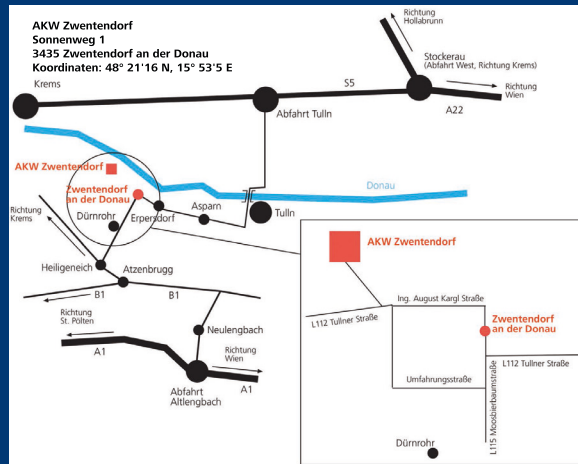 AKW Zwentendorf
Sonnenweg 1
3435 Zwentendorf an der Donau
Koordinaten: 48° 21'16 N, 15° 53'5 E
Richtung
Hollabrunn
Stockerau
(Abfahrt West, Richtung Krems)
Krems
S5
Richtung
Wien
A22
Abfahrt Tulln
AKW Zwentendorf
Zwentendorf
an der Donau
Donau
Richtung
Krems
Dürnrohr
Erpersdorf
Asparn
Tulln
Heiligeneich
Atzenbrugg
B1
B1
Richtung
St. Pölten
A1
Neulengbach
Richtung
Wien
A1
Abfahrt
Altlengbach
AKW Zwentendorf
Ing. August Kargl Straße
L112 Tullner Straße
Zwentendorf
an der Donau
L112 Tullner Straße
Umfahrungsstraße
L115 Moosbierbaumstraße
Dürnrohr